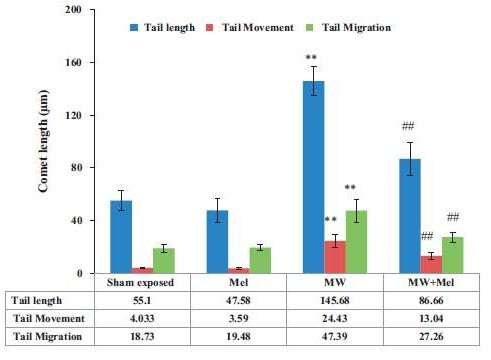 200
Tail length Tail Movement Tail Migration
160
**
120
##
Comet length (µm)
80
**
##
40
**
##
0
Sham exposed Mel MW MW+Mel
Tail length 55.1 47.58 145.68 86.66
Tail Movement 4.033 3.59 24.43 13.04
Tail Migration 18.73 19.48 47.39 27.26